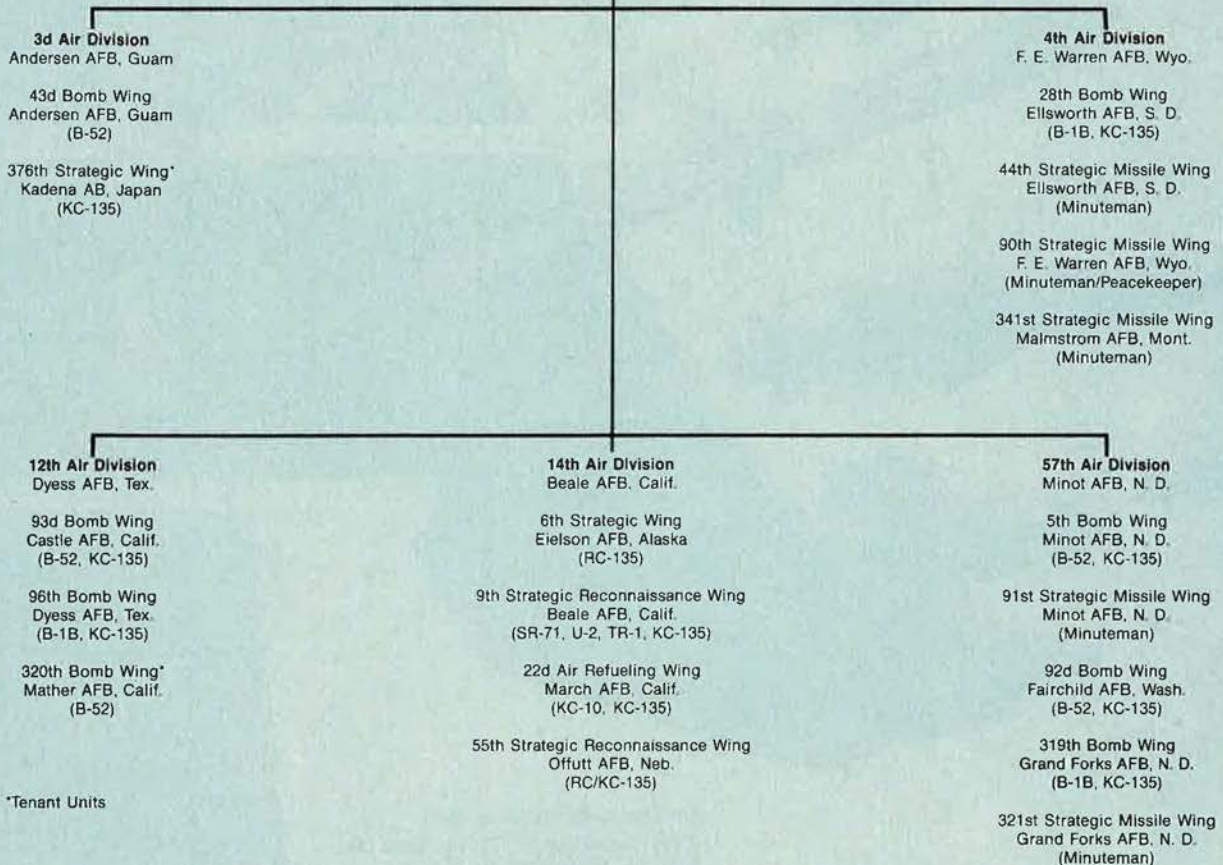 3d Air Division
Andersen AFB, Guam
43d Bomb Wing
Andersen AFB, Guam
(B-52)
376th Strategic Wing*
Kadena AB, Japan
(KC-135)
4th Air Division
F. E. Warren AFB, Wyo.
28th Bomb Wing
Ellsworth AFB, S. D.
(B-1B, KC-135)
44th Strategic Missile Wing
Ellsworth AFB, S. D.
(Minuteman)
90th Strategic Missile Wing
F. E. Warren AFB, Wyo.
(Minuteman/Peacekeeper)
341st Strategic Missile Wing
Malmstrom AFB, Mont.
(Minuteman)
12th Air Division
Dyess AFB, Tex.
93d Bomb Wing
Castle AFB, Calif.
(B-52, KC-135)
96th Bomb Wing
Dyess AFB, Tex.
(B-1B, KC-135)
320th Bomb Wing*
Mather AFB, Calif.
(B-52)
14th Air Division
Beale AFB, Calif.
6th Strategic Wing
Eielson AFB, Alaska
(RC-135)
9th Strategic Reconnaissance Wing
Beale AFB, Calif.
(SR-71, U-2, TR-1, KC-135)
22d Air Refueling Wing
March AFB, Calif.
(KC-10, KC-135)
55th Strategic Reconnaissance Wing
Offutt AFB, Neb.
(RC/KC-135)
57th Air Division
Minot AFB, N. D.
5th Bomb Wing
Minot AFB, N. D.
(B-52, KC-135)
91st Strategic Missile Wing
Minot AFB, N. D.
(Minuteman)
92d Bomb Wing
Fairchild AFB, Wash.
(B-52, KC-135)
319th Bomb Wing
Grand Forks AFB, N. D.
(B-1B, KC-135)
321st Strategic Missile Wing
Grand Forks AFB, N. D.
(Minuteman)
*Tenant Units